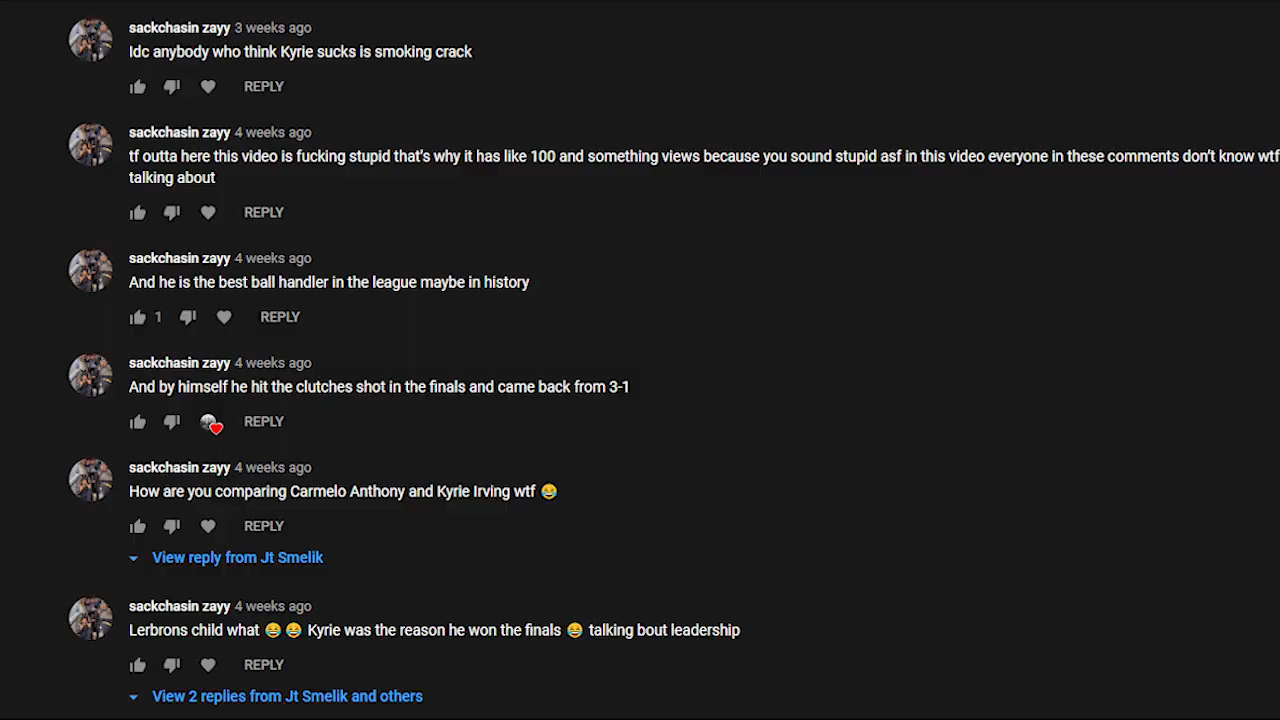 sackchasin zayy 3 weeks ago
Idc anybody who think Kyrie sucks is smoking crack
REPLY
sackchasin zayy 4 weeks ago
tf outta here this video is fucking stupid that's why it has like 100 and something views because you sound stupid asf in this video everyone in these comments don't know wtf
talking about
REPLY
sackchasin zayy 4 weeks ago
And he is the best ball handler in the league maybe in history
1 REPLY
sackchasin zayy 4 weeks ago
And by himself he hit the clutches shot in the finals and came back from 3-1
REPLY
sackchasin zayy 4 weeks ago
How are you comparing Carmelo Anthony and Kyrie Irving wtf 😂
REPLY
View reply from Jt Smelik
sackchasin zayy 4 weeks ago
Lerbrons child what 😂😂 Kyrie was the reason he won the finals 😂 talking bout leadership
REPLY
View 2 replies from Jt Smelik and others